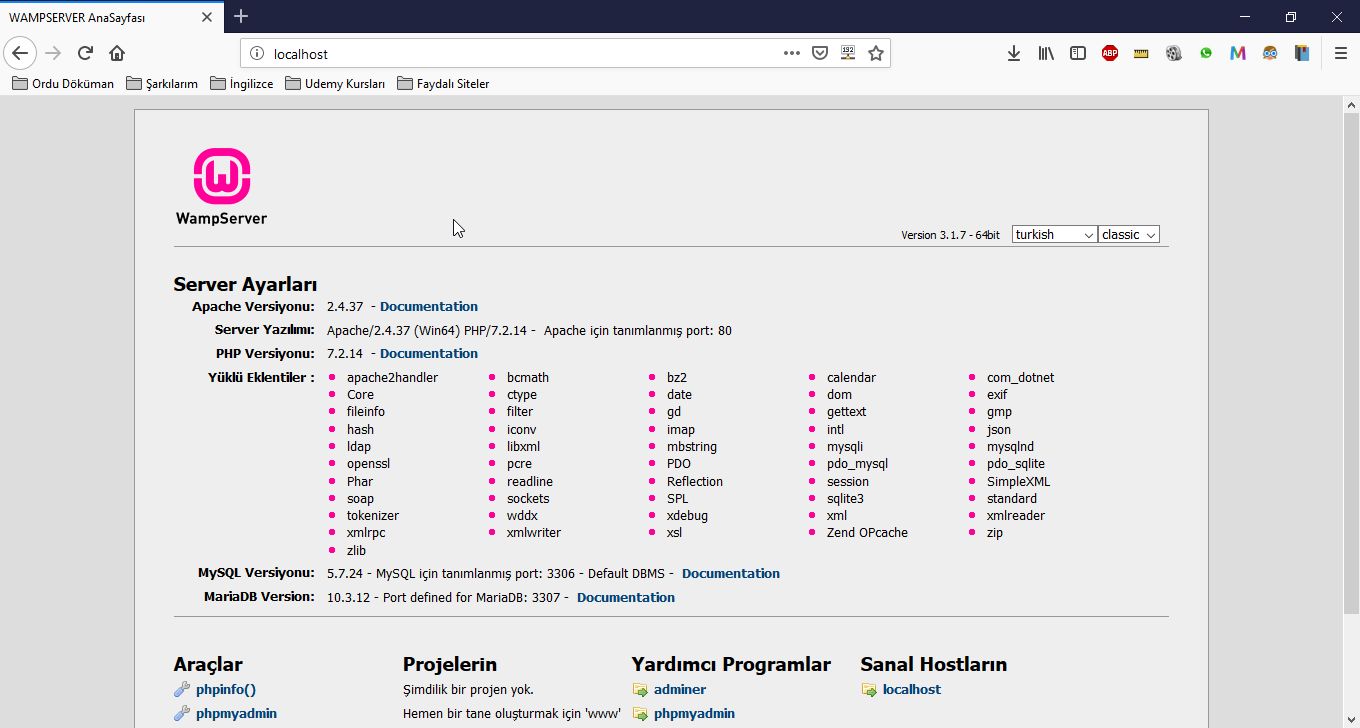 WAMPSERVER AnaSayfası
localhost
Ordu Döküman Şarkılarım İngilizce Udemy Kursları Faydalı Siteler
WampServer
Version 3.1.7 - 64bit turkish classic
Server Ayarları
Apache Versiyonu: 2.4.37 - Documentation
Server Yazılımı: Apache/2.4.37 (Win64) PHP/7.2.14 - Apache için tanımlanmış port: 80
PHP Versiyonu: 7.2.14 - Documentation
Yüklü Eklentiler : apache2handler bcmath bz2 calendar com_dotnet
Core ctype date dom exif
fileinfo filter gd gettext gmp
hash iconv imap intl json
ldap libxml mbstring mysqli mysqlnd
openssl pcre PDO pdo_mysql pdo_sqlite
Phar readline Reflection session SimpleXML
soap sockets SPL sqlite3 standard
tokenizer wddx xdebug xml xmlreader
xmlrpc xmlwriter xsl Zend OPcache zip
zlib
MySQL Versiyonu: 5.7.24 - MySQL için tanımlanmış port: 3306 - Default DBMS - Documentation
MariaDB Version: 10.3.12 - Port defined for MariaDB: 3307 - Documentation
Araçlar Projelerin Yardımcı Programlar Sanal Hostların
phpinfo() Şimdilik bir projen yok. adminer localhost
phpmyadmin Hemen bir tane oluşturmak için 'www' phpmyadmin